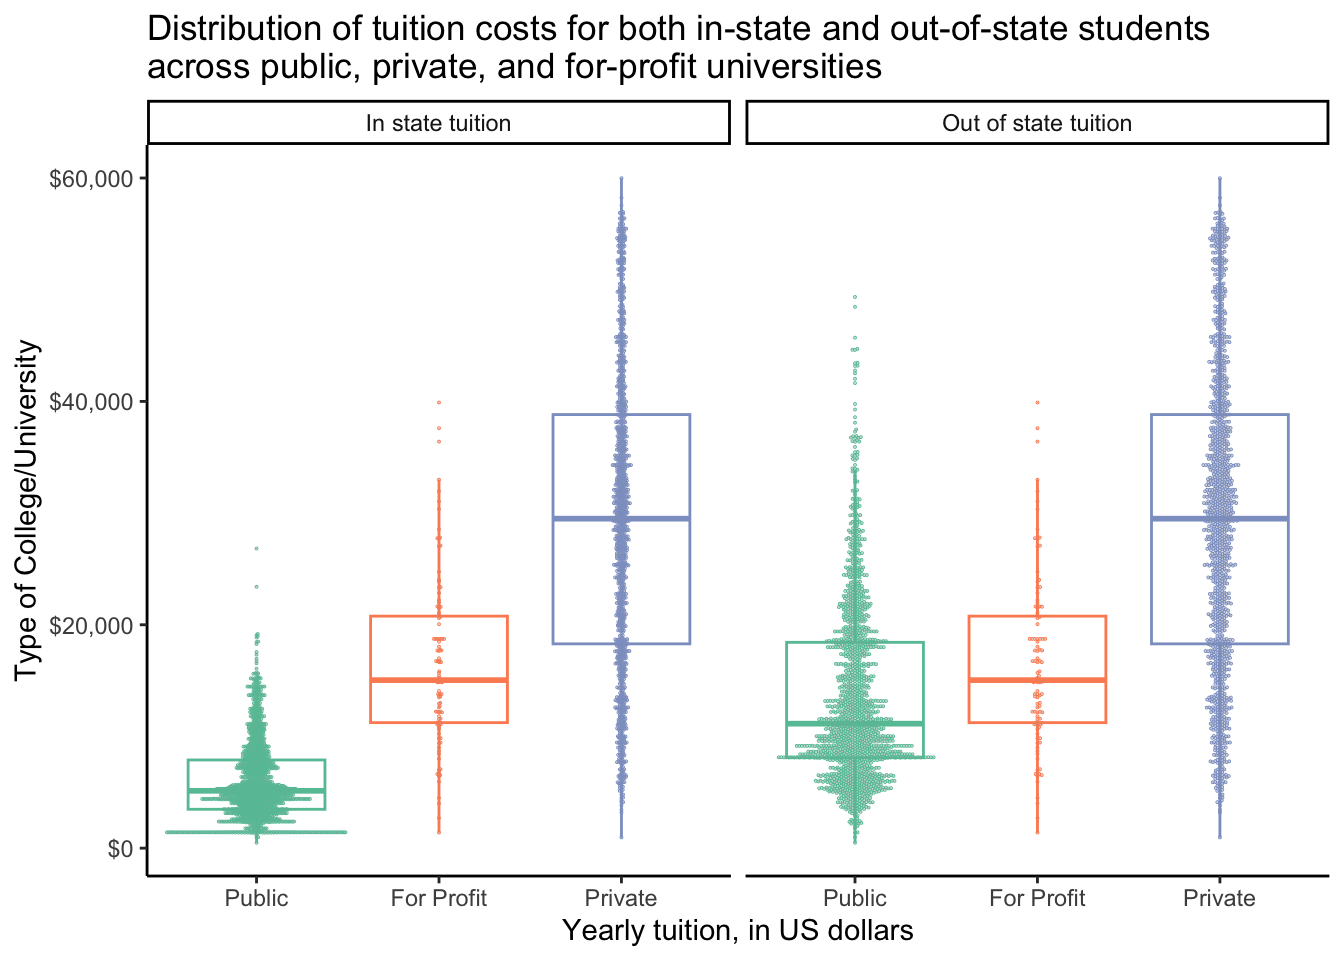 Distribution of tuition costs for both in-state and out-of-state students
across public, private, and for-profit universities
In state tuition
Out of state tuition
Type of College/University
$60,000
$40,000
$20,000
$0
Public
For Profit
Private
Public
For Profit
Private
Yearly tuition, in US dollars